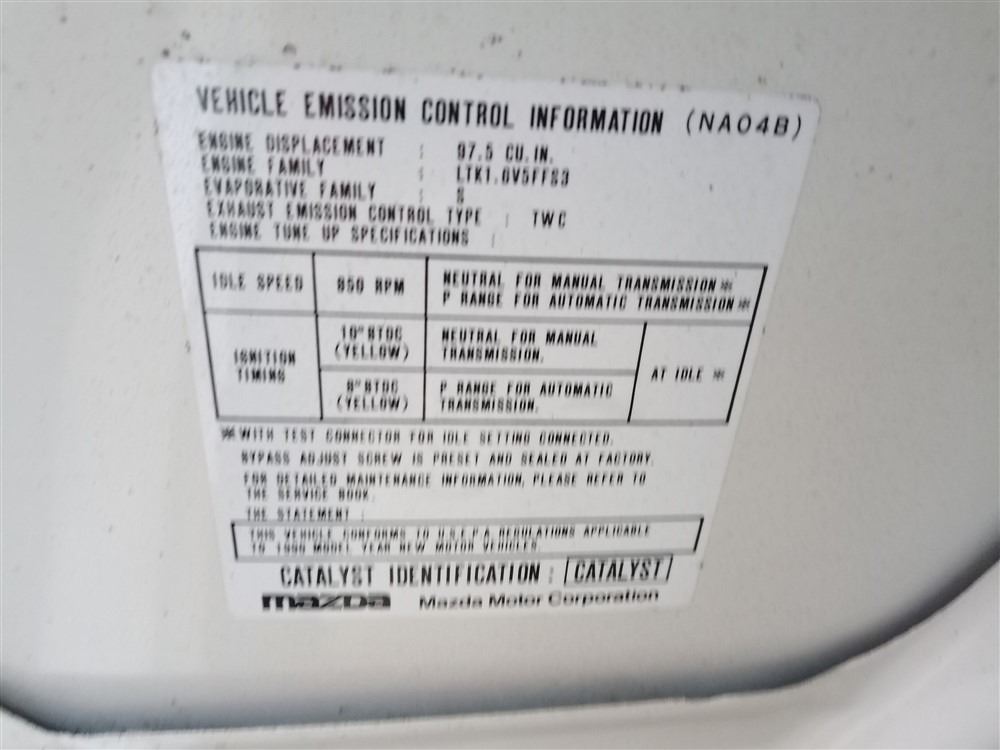 VEHICLE EMISSION CONTROL INFORMATION (NA04B)
ENGINE DISPLACEMENT : 97.5 CU. IN.
ENGINE FAMILY : LTK1.6V5FFS3
EVAPORATIVE FAMILY : S
EXHAUST EMISSION CONTROL TYPE : TWC
ENGINE TUNE UP SPECIFICATIONS :
IDLE SPEED
850 RPM
NEUTRAL FOR MANUAL TRANSMISSION※
P RANGE FOR AUTOMATIC TRANSMISSION※
IGNITION
TIMING
10° BTDC
(YELLOW)
NEUTRAL FOR MANUAL
TRANSMISSION.
8° BTDC
(YELLOW)
P RANGE FOR AUTOMATIC
TRANSMISSION.
AT IDLE ※
※WITH TEST CONNECTOR FOR IDLE SETTING CONNECTED.
BYPASS ADJUST SCREW IS PRESET AND SEALED AT FACTORY.
FOR DETAILED MAINTENANCE INFORMATION, PLEASE REFER TO
THE SERVICE BOOK.
THE STATEMENT :
THIS VEHICLE CONFORMS TO U.S.E.P.A. REGULATIONS APPLICABLE
TO 1990 MODEL YEAR NEW MOTOR VEHICLES.
CATALYST IDENTIFICATION : CATALYST
mazda Mazda Motor Corporation